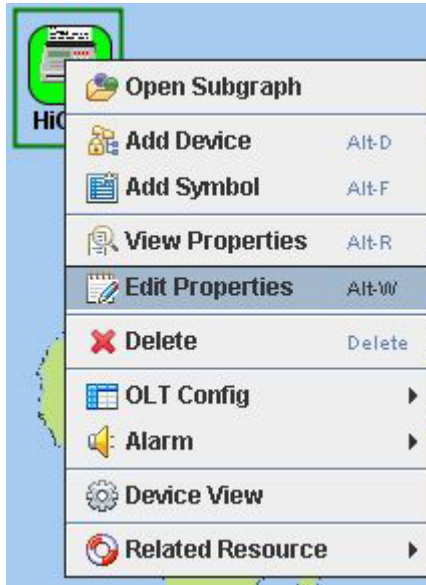 Open Subgraph
Add Device Alt-D
Add Symbol Alt-F
View Properties Alt-R
Edit Properties Alt-W
Delete Delete
OLT Config
Alarm
Device View
Related Resource